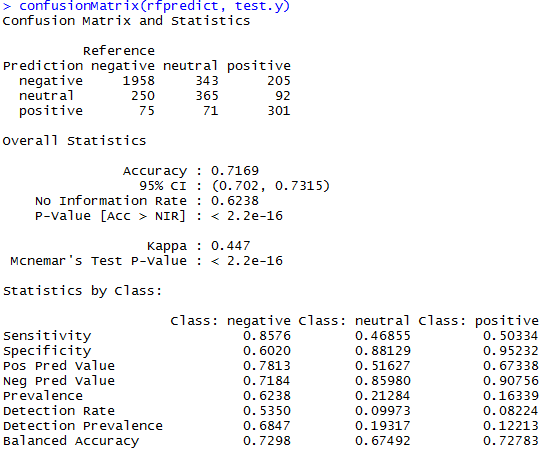 > confusionMatrix(rfpredict, test.y)
Confusion Matrix and Statistics
Reference
Prediction negative neutral positive
negative 1958 343 205
neutral 250 365 92
positive 75 71 301
Overall Statistics
Accuracy : 0.7169
95% CI : (0.702, 0.7315)
No Information Rate : 0.6238
P-Value [Acc > NIR] : < 2.2e-16
Kappa : 0.447
Mcnemar's Test P-Value : < 2.2e-16
Statistics by Class:
Class: negative Class: neutral Class: positive
Sensitivity 0.8576 0.46855 0.50334
Specificity 0.6020 0.88129 0.95232
Pos Pred Value 0.7813 0.51627 0.67338
Neg Pred Value 0.7184 0.85980 0.90756
Prevalence 0.6238 0.21284 0.16339
Detection Rate 0.5350 0.09973 0.08224
Detection Prevalence 0.6847 0.19317 0.12213
Balanced Accuracy 0.7298 0.67492 0.72783